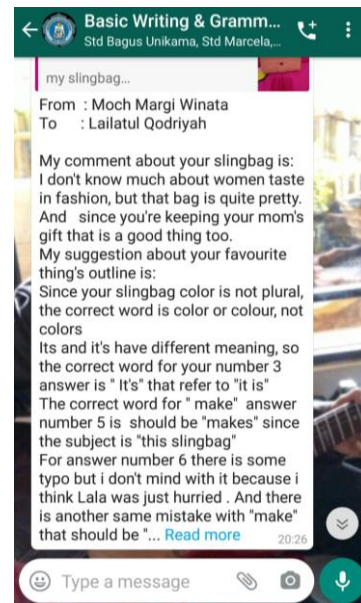 Basic Writing & Gramm...
Std Bagus Unikama, Std Marcela,...
my slingbag...
From : Moch Margi Winata
To : Lailatul Qodriyah
My comment about your slingbag is:
I don't know much about women taste
in fashion, but that bag is quite pretty.
And since you're keeping your mom's
gift that is a good thing too.
My suggestion about your favourite
thing's outline is:
Since your slingbag color is not plural,
the correct word is color or colour, not
colors
Its and it's have different meaning, so
the correct word for your number 3
answer is " It's" that refer to "it is"
The correct word for " make" answer
number 5 is should be "makes" since
the subject is "this slingbag"
For answer number 6 there is some
typo but i don't mind with it because i
think Lala was just hurried . And there
is another same mistake with "make"
that should be "... Read more
20:26
Type a message